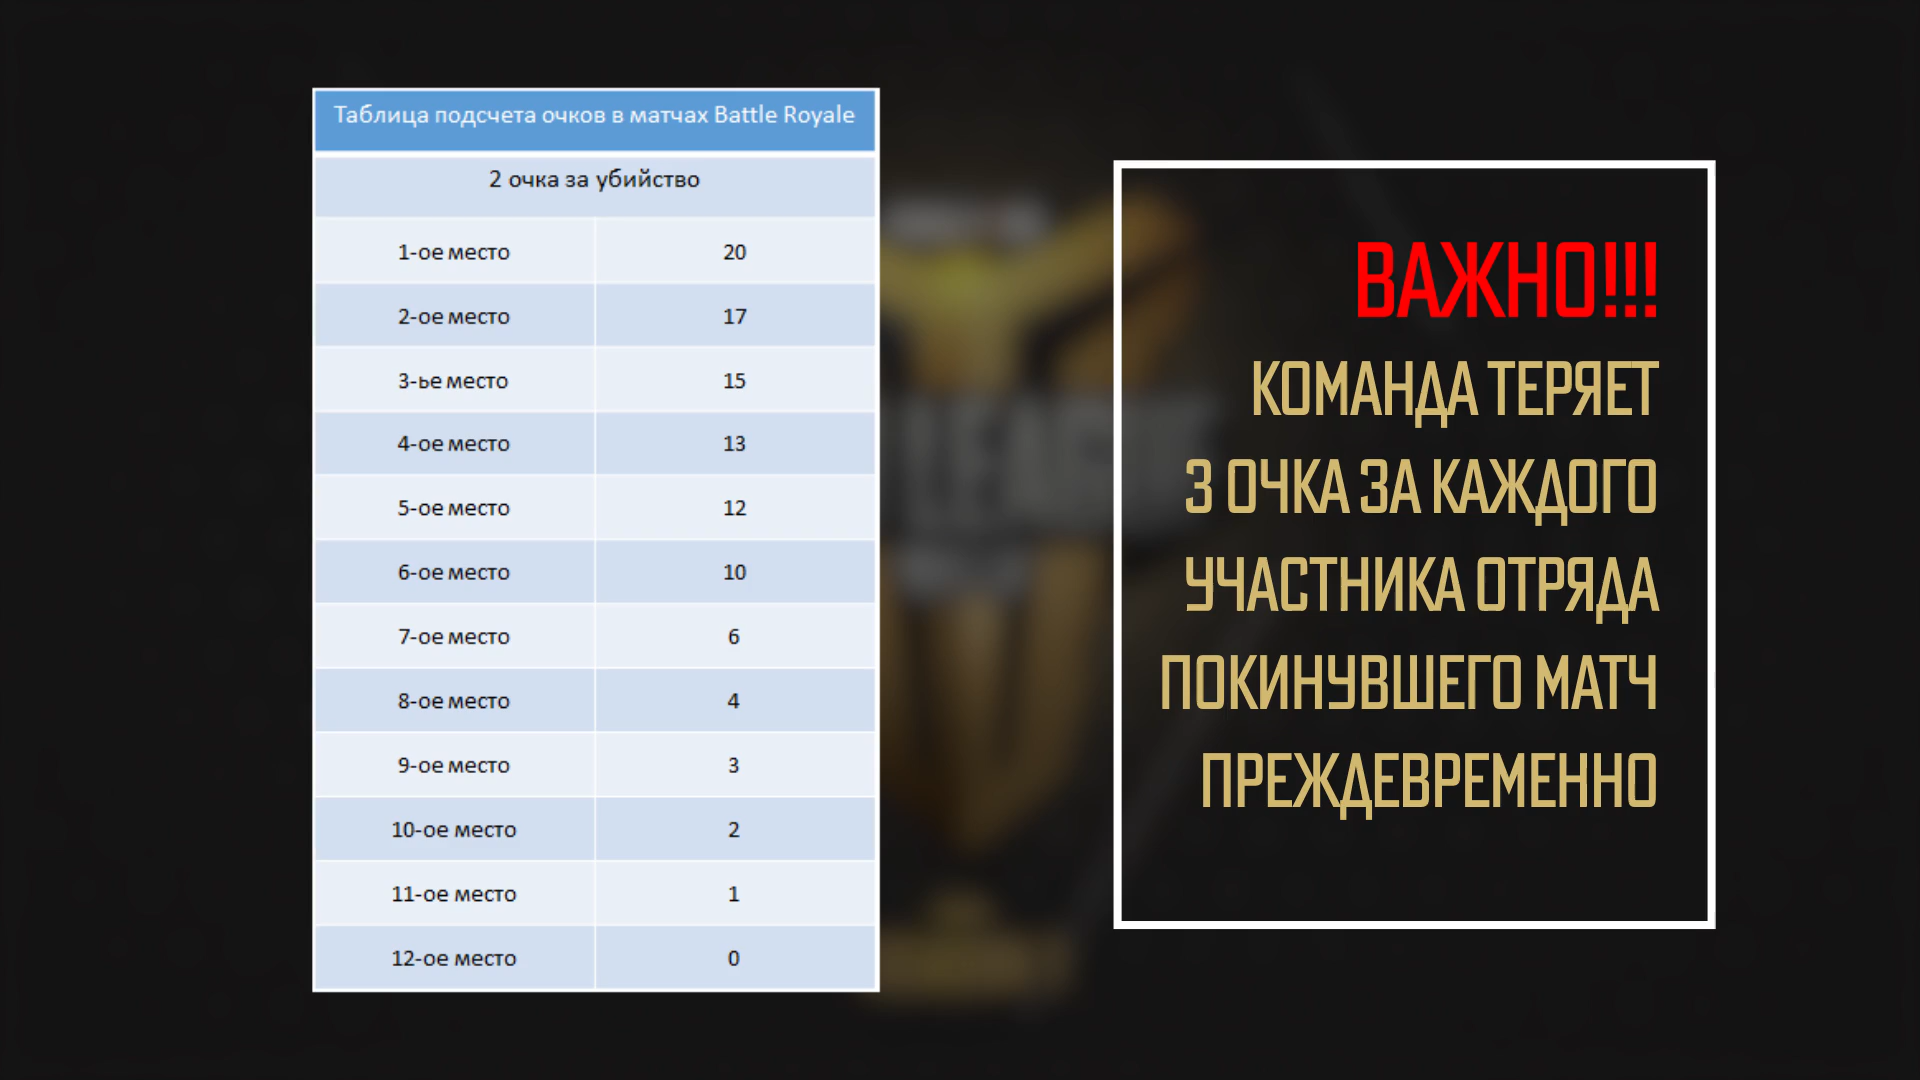 Таблица подсчета очков в матчах Battle Royale
2 очка за убийство
1-ое место 20
2-ое место 17
3-ье место 15
4-ое место 13
5-ое место 12
6-ое место 10
7-ое место 6
8-ое место 4
9-ое место 3
10-ое место 2
11-ое место 1
12-ое место 0
ВАЖНО!!!
КОМАНДА ТЕРЯЕТ
3 ОЧКА ЗА КАЖДОГО
УЧАСТНИКА ОТРЯДА
ПОКИНУВШЕГО МАТЧ
ПРЕЖДЕВРЕМЕННО